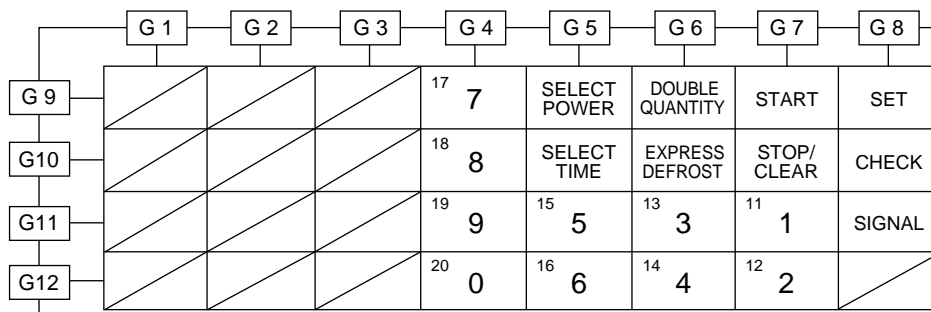 G 1 G 2 G 3 G 4 G 5 G 6 G 7 G 8
G 9 17 7 SELECT POWER DOUBLE QUANTITY START SET
G10 18 8 SELECT TIME EXPRESS DEFROST STOP/ CLEAR CHECK
G11 19 9 15 5 13 3 11 1 SIGNAL
G12 20 0 16 6 14 4 12 2